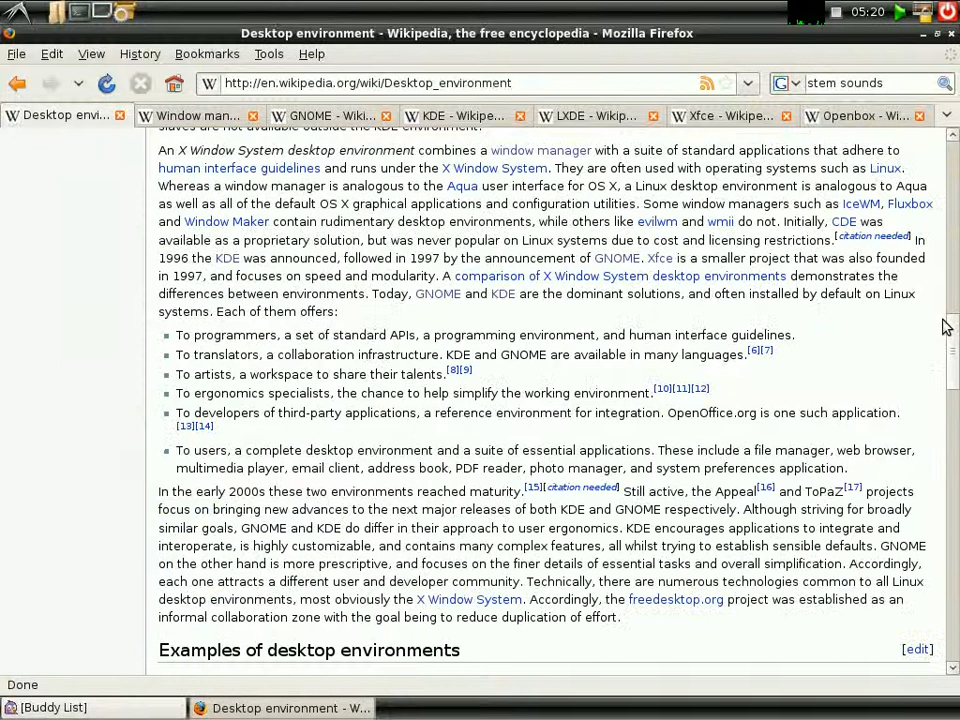 05:20
Desktop environment - Wikipedia, the free encyclopedia - Mozilla Firefox
File Edit View History Bookmarks Tools Help
W http://en.wikipedia.org/wiki/Desktop_environment G stem sounds
W Desktop envi... W Window man... W GNOME - Wiki... W KDE - Wikipe... W LXDE - Wikip... W Xfce - Wikipe... W Openbox - Wi...
slaves are not available outside the KDE environment.
An X Window System desktop environment combines a window manager with a suite of standard applications that adhere to
human interface guidelines and runs under the X Window System. They are often used with operating systems such as Linux.
Whereas a window manager is analogous to the Aqua user interface for OS X, a Linux desktop environment is analogous to Aqua
as well as all of the default OS X graphical applications and configuration utilities. Some window managers such as IceWM, Fluxbox
and Window Maker contain rudimentary desktop environments, while others like evilwm and wmii do not. Initially, CDE was
available as a proprietary solution, but was never popular on Linux systems due to cost and licensing restrictions.[citation needed] In
1996 the KDE was announced, followed in 1997 by the announcement of GNOME. Xfce is a smaller project that was also founded
in 1997, and focuses on speed and modularity. A comparison of X Window System desktop environments demonstrates the
differences between environments. Today, GNOME and KDE are the dominant solutions, and often installed by default on Linux
systems. Each of them offers:
To programmers, a set of standard APIs, a programming environment, and human interface guidelines.
To translators, a collaboration infrastructure. KDE and GNOME are available in many languages.[6][7]
To artists, a workspace to share their talents.[8][9]
To ergonomics specialists, the chance to help simplify the working environment.[10][11][12]
To developers of third-party applications, a reference environment for integration. OpenOffice.org is one such application.
[13][14]
To users, a complete desktop environment and a suite of essential applications. These include a file manager, web browser,
multimedia player, email client, address book, PDF reader, photo manager, and system preferences application.
In the early 2000s these two environments reached maturity.[15][citation needed] Still active, the Appeal[16] and ToPaZ[17] projects
focus on bringing new advances to the next major releases of both KDE and GNOME respectively. Although striving for broadly
similar goals, GNOME and KDE do differ in their approach to user ergonomics. KDE encourages applications to integrate and
interoperate, is highly customizable, and contains many complex features, all whilst trying to establish sensible defaults. GNOME
on the other hand is more prescriptive, and focuses on the finer details of essential tasks and overall simplification. Accordingly,
each one attracts a different user and developer community. Technically, there are numerous technologies common to all Linux
desktop environments, most obviously the X Window System. Accordingly, the freedesktop.org project was established as an
informal collaboration zone with the goal being to reduce duplication of effort.
Examples of desktop environments [edit]
Done
[Buddy List] Desktop environment - W...